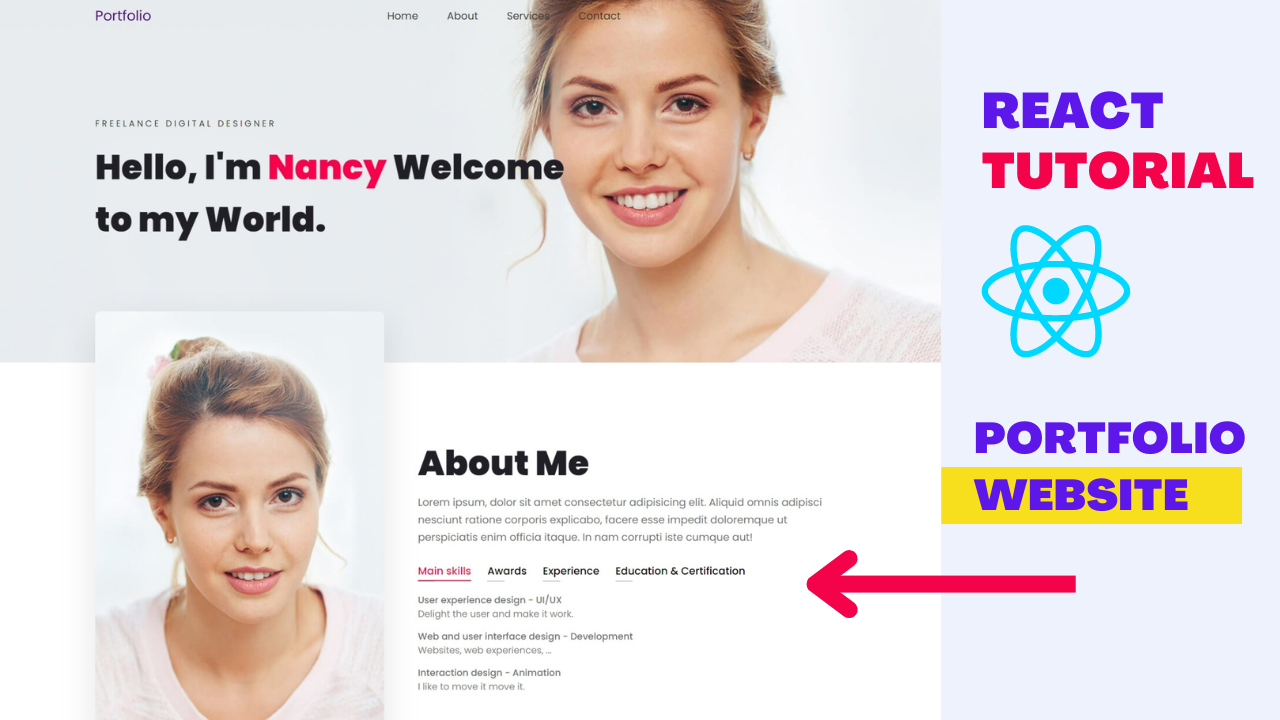 Portfolio
Home About Services Contact
FREELANCE DIGITAL DESIGNER
Hello, I'm Nancy Welcome
to my World.
About Me
Lorem ipsum, dolor sit amet consectetur adipisicing elit. Aliquid omnis adipisci
nesciunt ratione corporis explicabo, facere esse impedit doloremque ut
perspiciatis enim officia itaque. In nam corrupti iste cumque aut!
Main skills Awards Experience Education & Certification
User experience design - UI/UX
Delight the user and make it work.
Web and user interface design - Development
Websites, web experiences, ...
Interaction design - Animation
I like to move it move it.
REACT
TUTORIAL
PORTFOLIO
WEBSITE